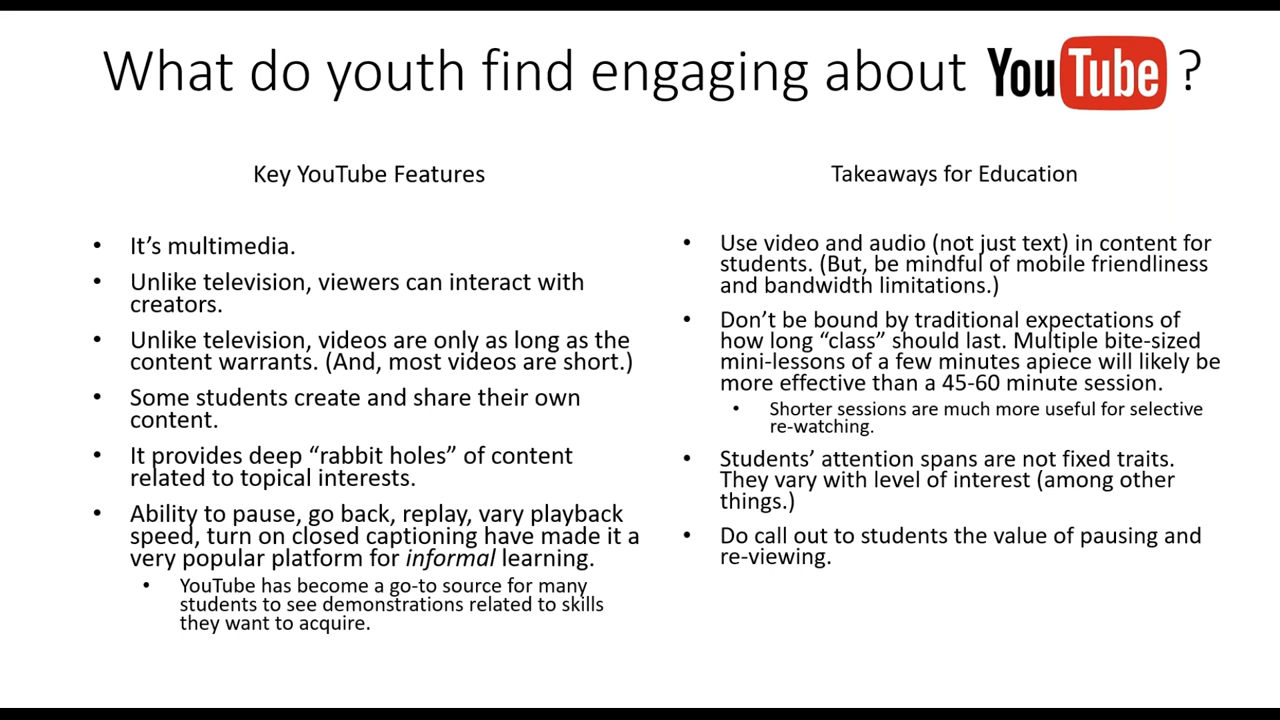 What do youth find engaging about YouTube ?
Key YouTube Features
• It’s multimedia.
• Unlike television, viewers can interact with
creators.
• Unlike television, videos are only as long as the
content warrants. (And, most videos are short.)
• Some students create and share their own
content.
• It provides deep “rabbit holes” of content
related to topical interests.
• Ability to pause, go back, replay, vary playback
speed, turn on closed captioning have made it a
very popular platform for informal learning.
• YouTube has become a go-to source for many
students to see demonstrations related to skills
they want to acquire.
Takeaways for Education
• Use video and audio (not just text) in content for
students. (But, be mindful of mobile friendliness
and bandwidth limitations.)
• Don’t be bound by traditional expectations of
how long “class” should last. Multiple bite-sized
mini-lessons of a few minutes apiece will likely be
more effective than a 45-60 minute session.
• Shorter sessions are much more useful for selective
re-watching.
• Students’ attention spans are not fixed traits.
They vary with level of interest (among other
things.)
• Do call out to students the value of pausing and
re-viewing.